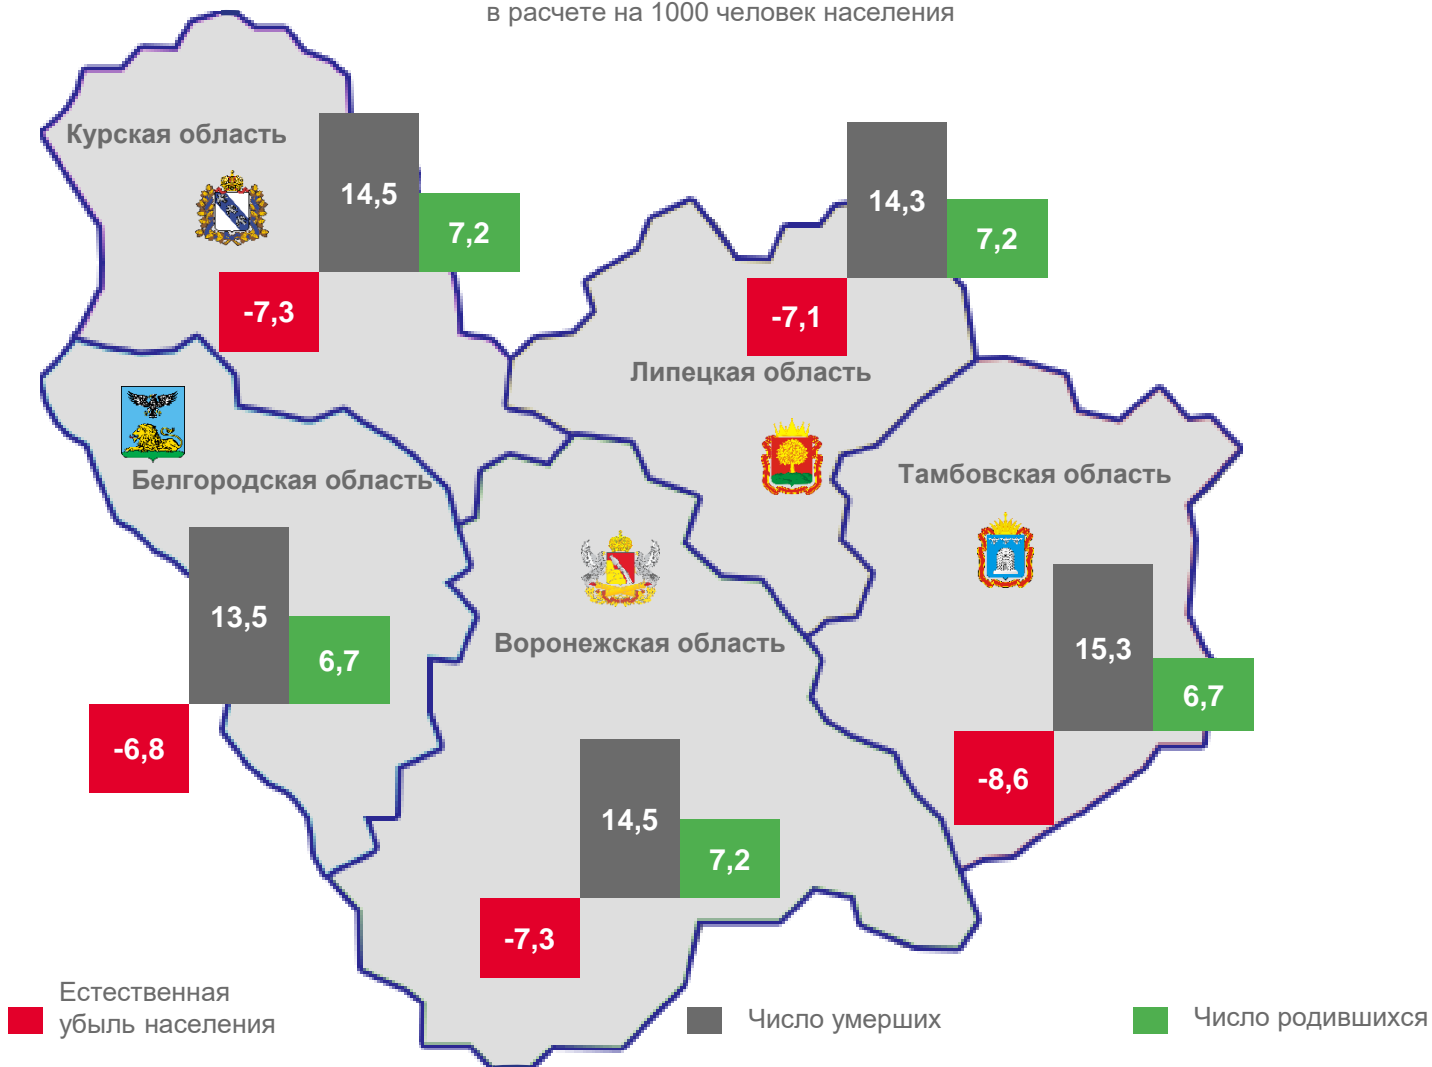 в расчете на 1000 человек населения
Курская область
14,5
7,2
-7,3
14,3
7,2
-7,1
Липецкая область
Белгородская область
13,5
6,7
-6,8
Тамбовская область
15,3
6,7
-8,6
Воронежская область
14,5
7,2
-7,3
Естественная
убыль населения
Число умерших
Число родившихся